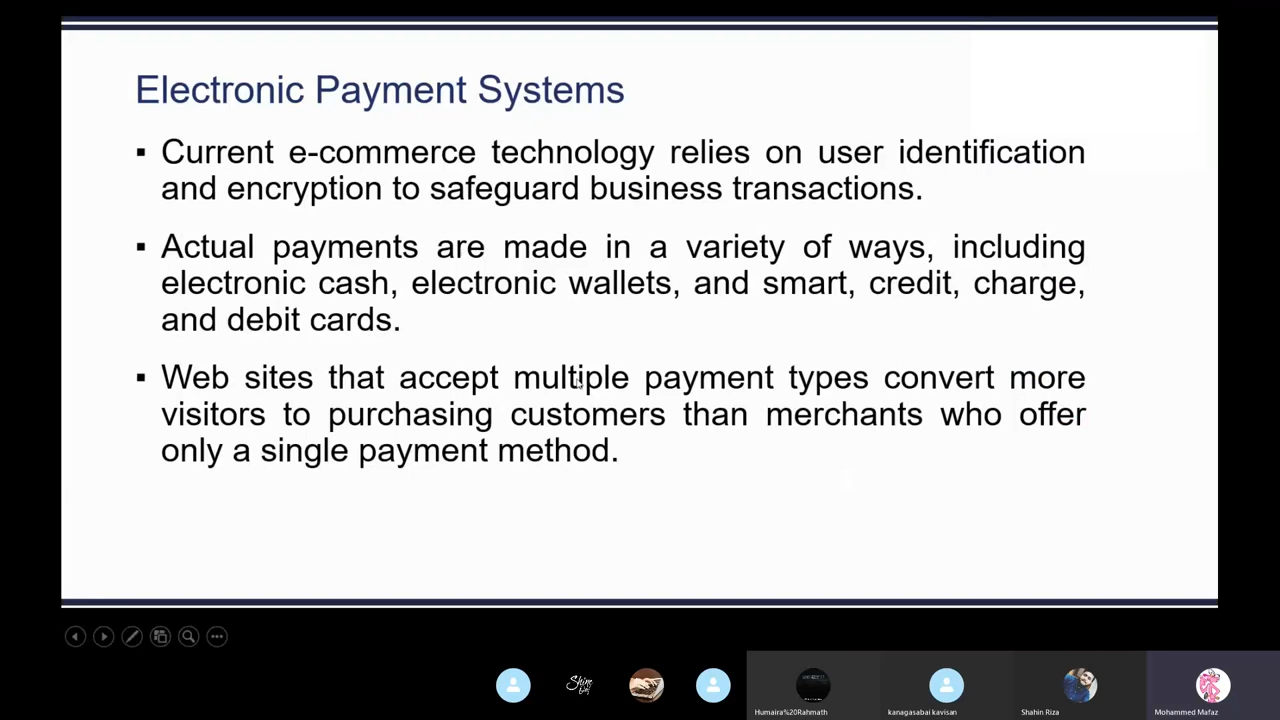 Electronic Payment Systems
▪ Current e-commerce technology relies on user identification
and encryption to safeguard business transactions.
▪ Actual payments are made in a variety of ways, including
electronic cash, electronic wallets, and smart, credit, charge,
and debit cards.
▪ Web sites that accept multiple payment types convert more
visitors to purchasing customers than merchants who offer
only a single payment method.
Humaira%20Rahmath
kanagasabai kavisan
Shahin Riza
Mohammed Mafaz